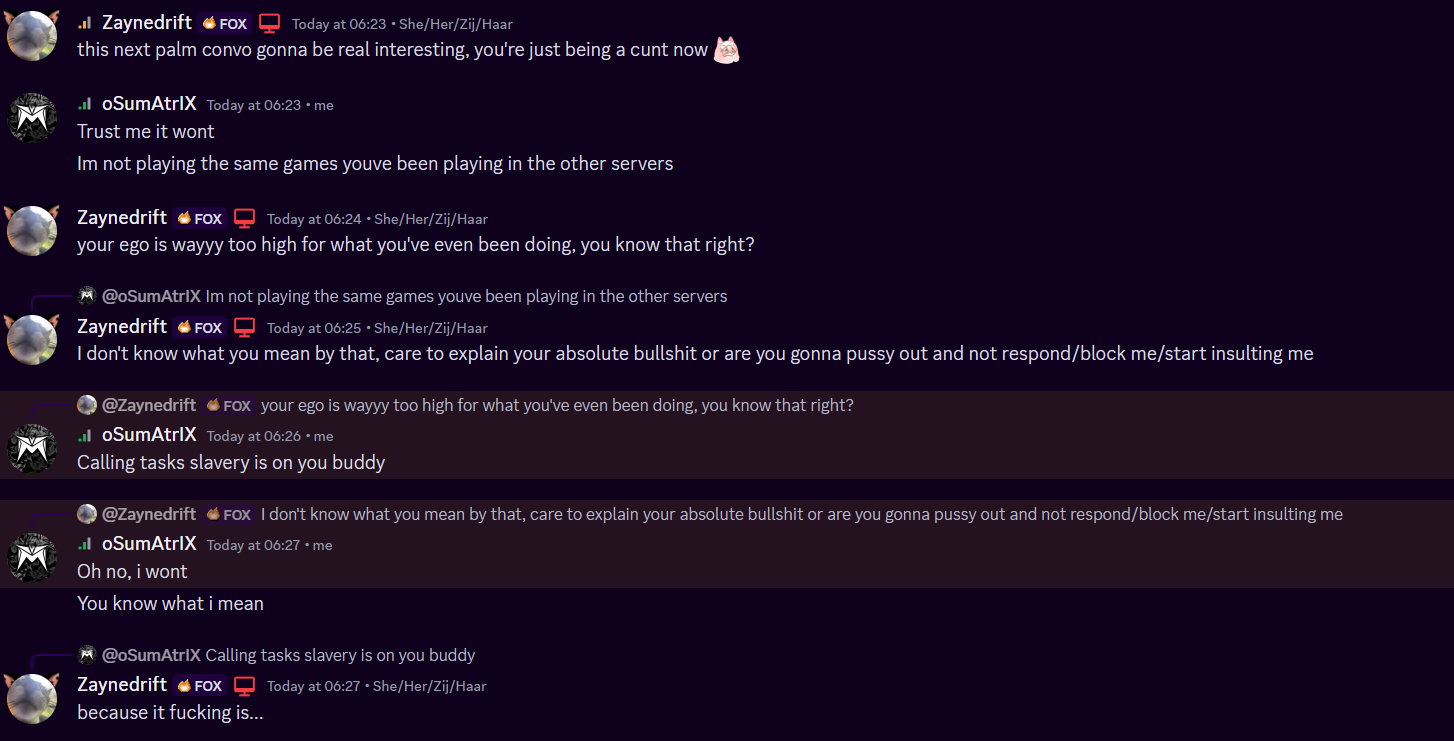 Zaynedrift FOX Today at 06:23 • She/Her/Zij/Haar
this next palm convo gonna be real interesting, you're just being a cunt now
oSumAtrIX Today at 06:23 • me
Trust me it wont
Im not playing the same games youve been playing in the other servers
Zaynedrift FOX Today at 06:24 • She/Her/Zij/Haar
your ego is wayyy too high for what you've even been doing, you know that right?
@oSumAtrIX Im not playing the same games youve been playing in the other servers
Zaynedrift FOX Today at 06:25 • She/Her/Zij/Haar
I don't know what you mean by that, care to explain your absolute bullshit or are you gonna pussy out and not respond/block me/start insulting me
@Zaynedrift FOX your ego is wayyy too high for what you've even been doing, you know that right?
oSumAtrIX Today at 06:26 • me
Calling tasks slavery is on you buddy
@Zaynedrift FOX I don't know what you mean by that, care to explain your absolute bullshit or are you gonna pussy out and not respond/block me/start insulting me
oSumAtrIX Today at 06:27 • me
Oh no, i wont
You know what i mean
@oSumAtrIX Calling tasks slavery is on you buddy
Zaynedrift FOX Today at 06:27 • She/Her/Zij/Haar
because it fucking is...